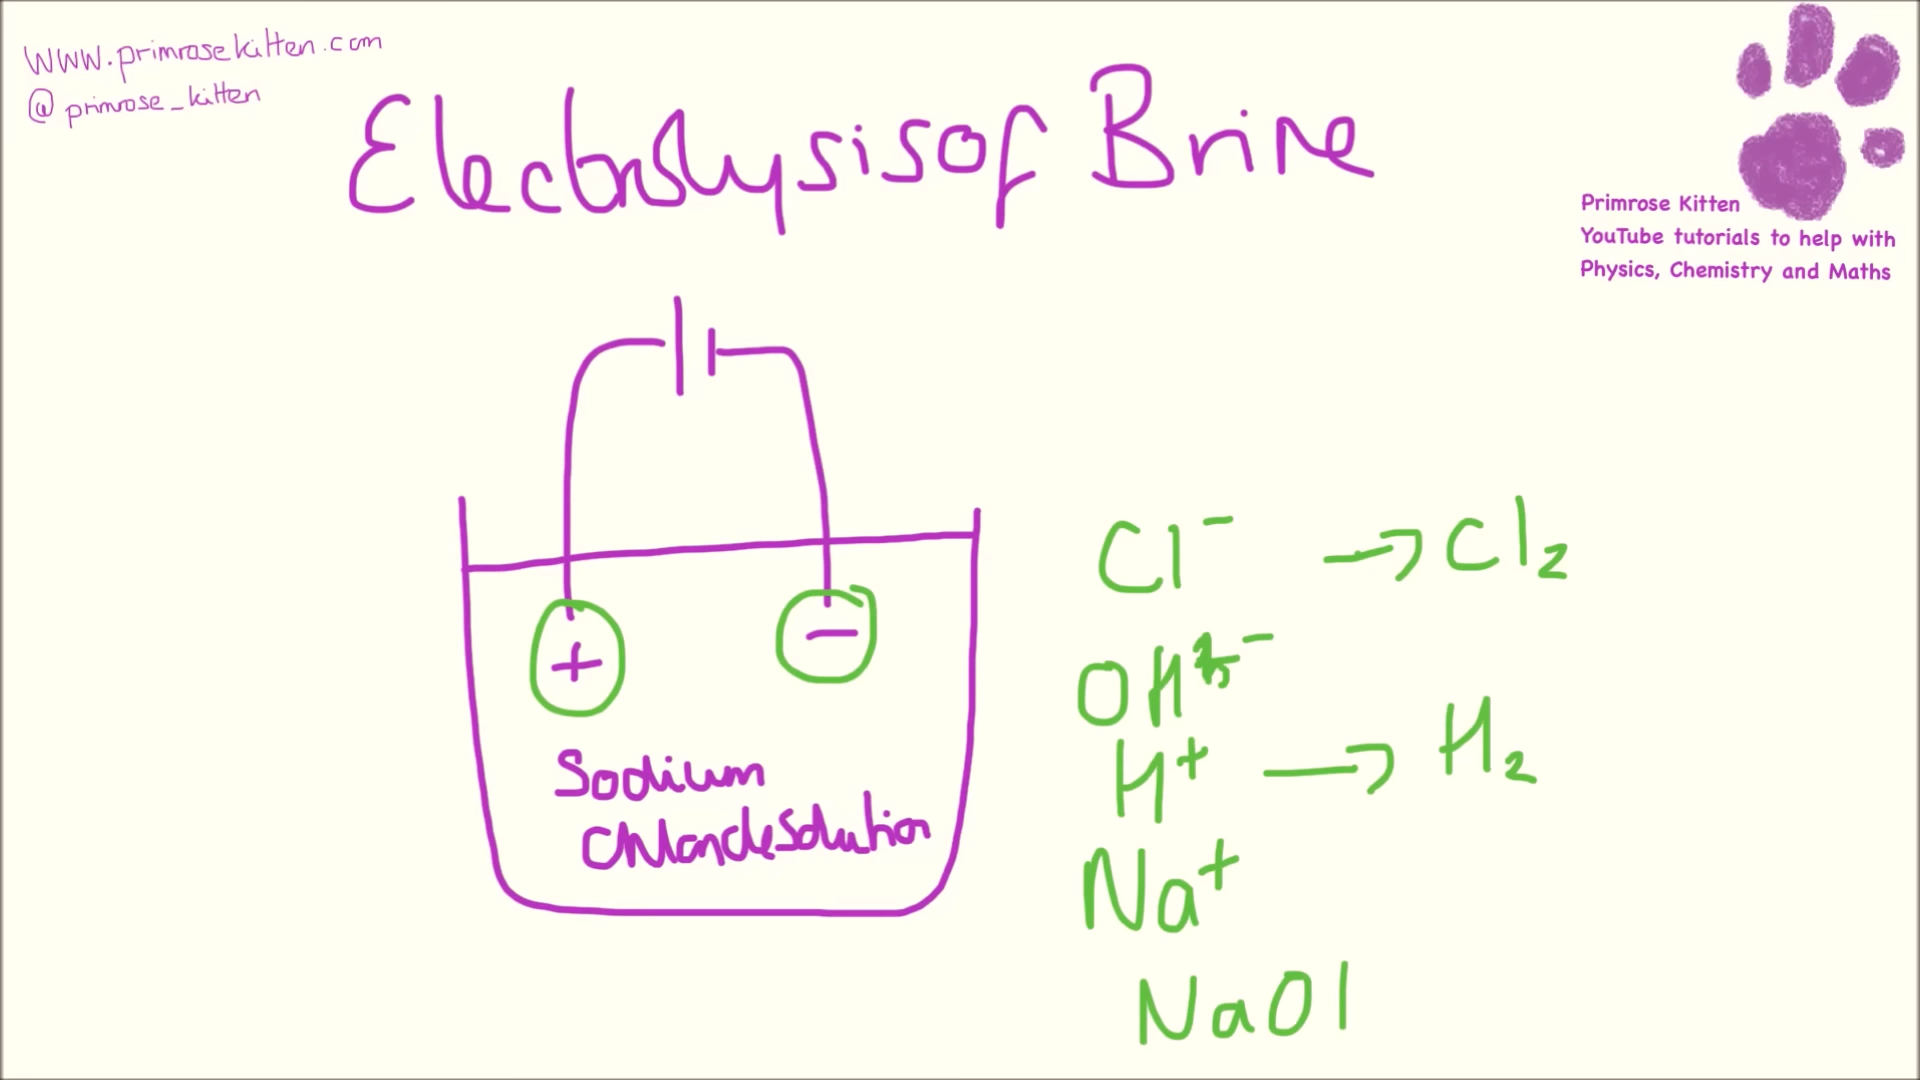 www.primrosekitten.com
@primrose_kitten
Electrolysis of Brine
Primrose Kitten
YouTube tutorials to help with
Physics, Chemistry and Maths
+
−
Sodium
Chloride solution
Cl⁻ → Cl₂
OH⁻
H⁺ → H₂
Na⁺
NaOl